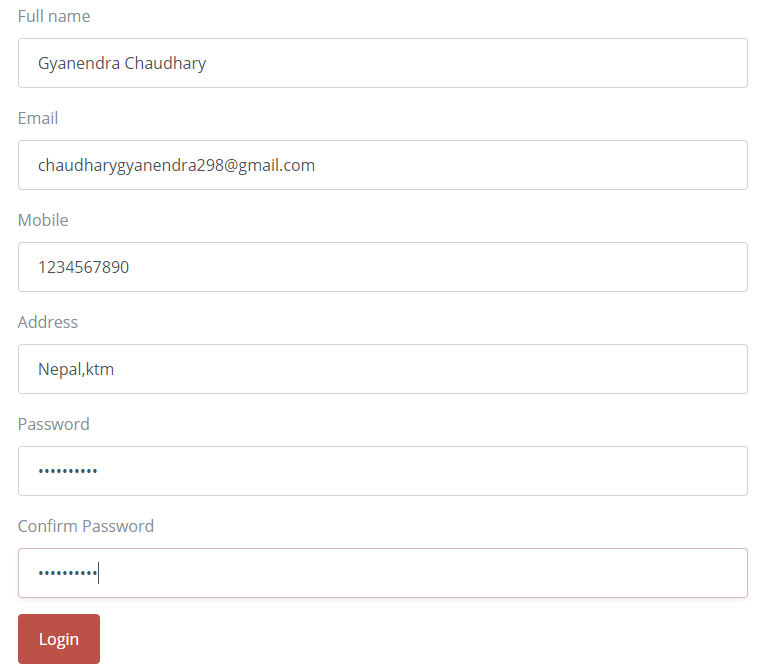 Full name
Gyanendra Chaudhary
Email
chaudharygyanendra298@gmail.com
Mobile
1234567890
Address
Nepal,ktm
Password
••••••••••
Confirm Password
••••••••••
Login